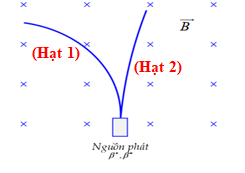 B
(Hạt 1)
(Hạt 2)
Nguồn phát